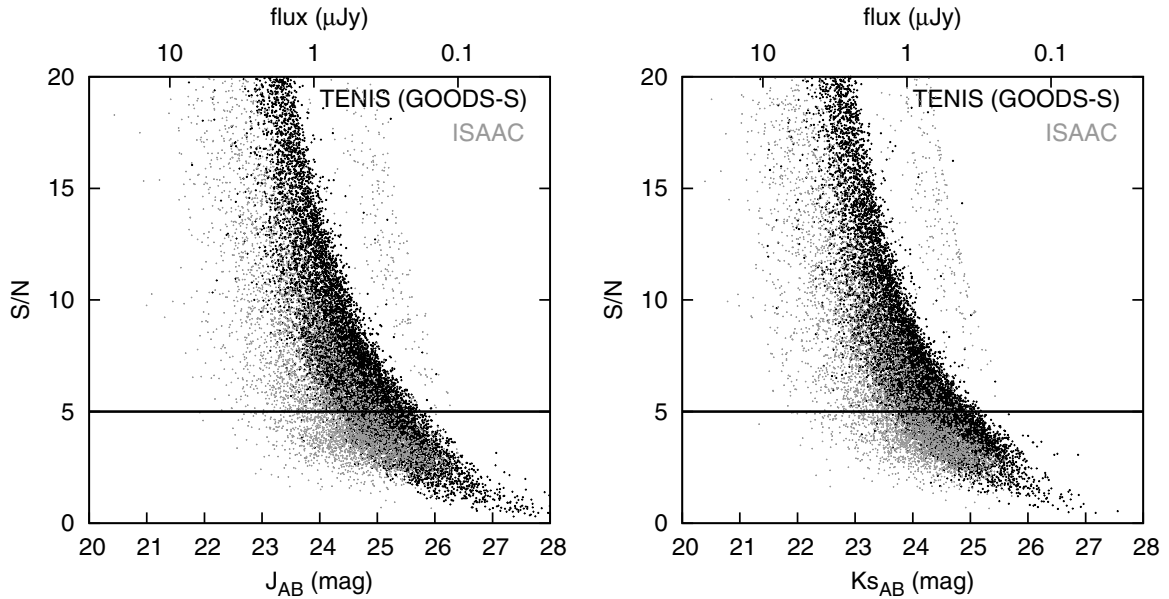 flux (μJy)
10 1 0.1
20
15
10
5
0
S/N
TENIS (GOODS-S)
ISAAC
20 21 22 23 24 25 26 27 28
J_AB (mag)
flux (μJy)
10 1 0.1
20
15
10
5
0
S/N
TENIS (GOODS-S)
ISAAC
20 21 22 23 24 25 26 27 28
Ks_AB (mag)